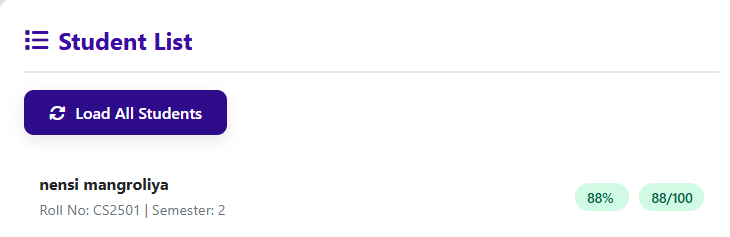 Student List
Load All Students
nensi mangroliya
88%
88/100
Roll No: CS2501 | Semester: 2